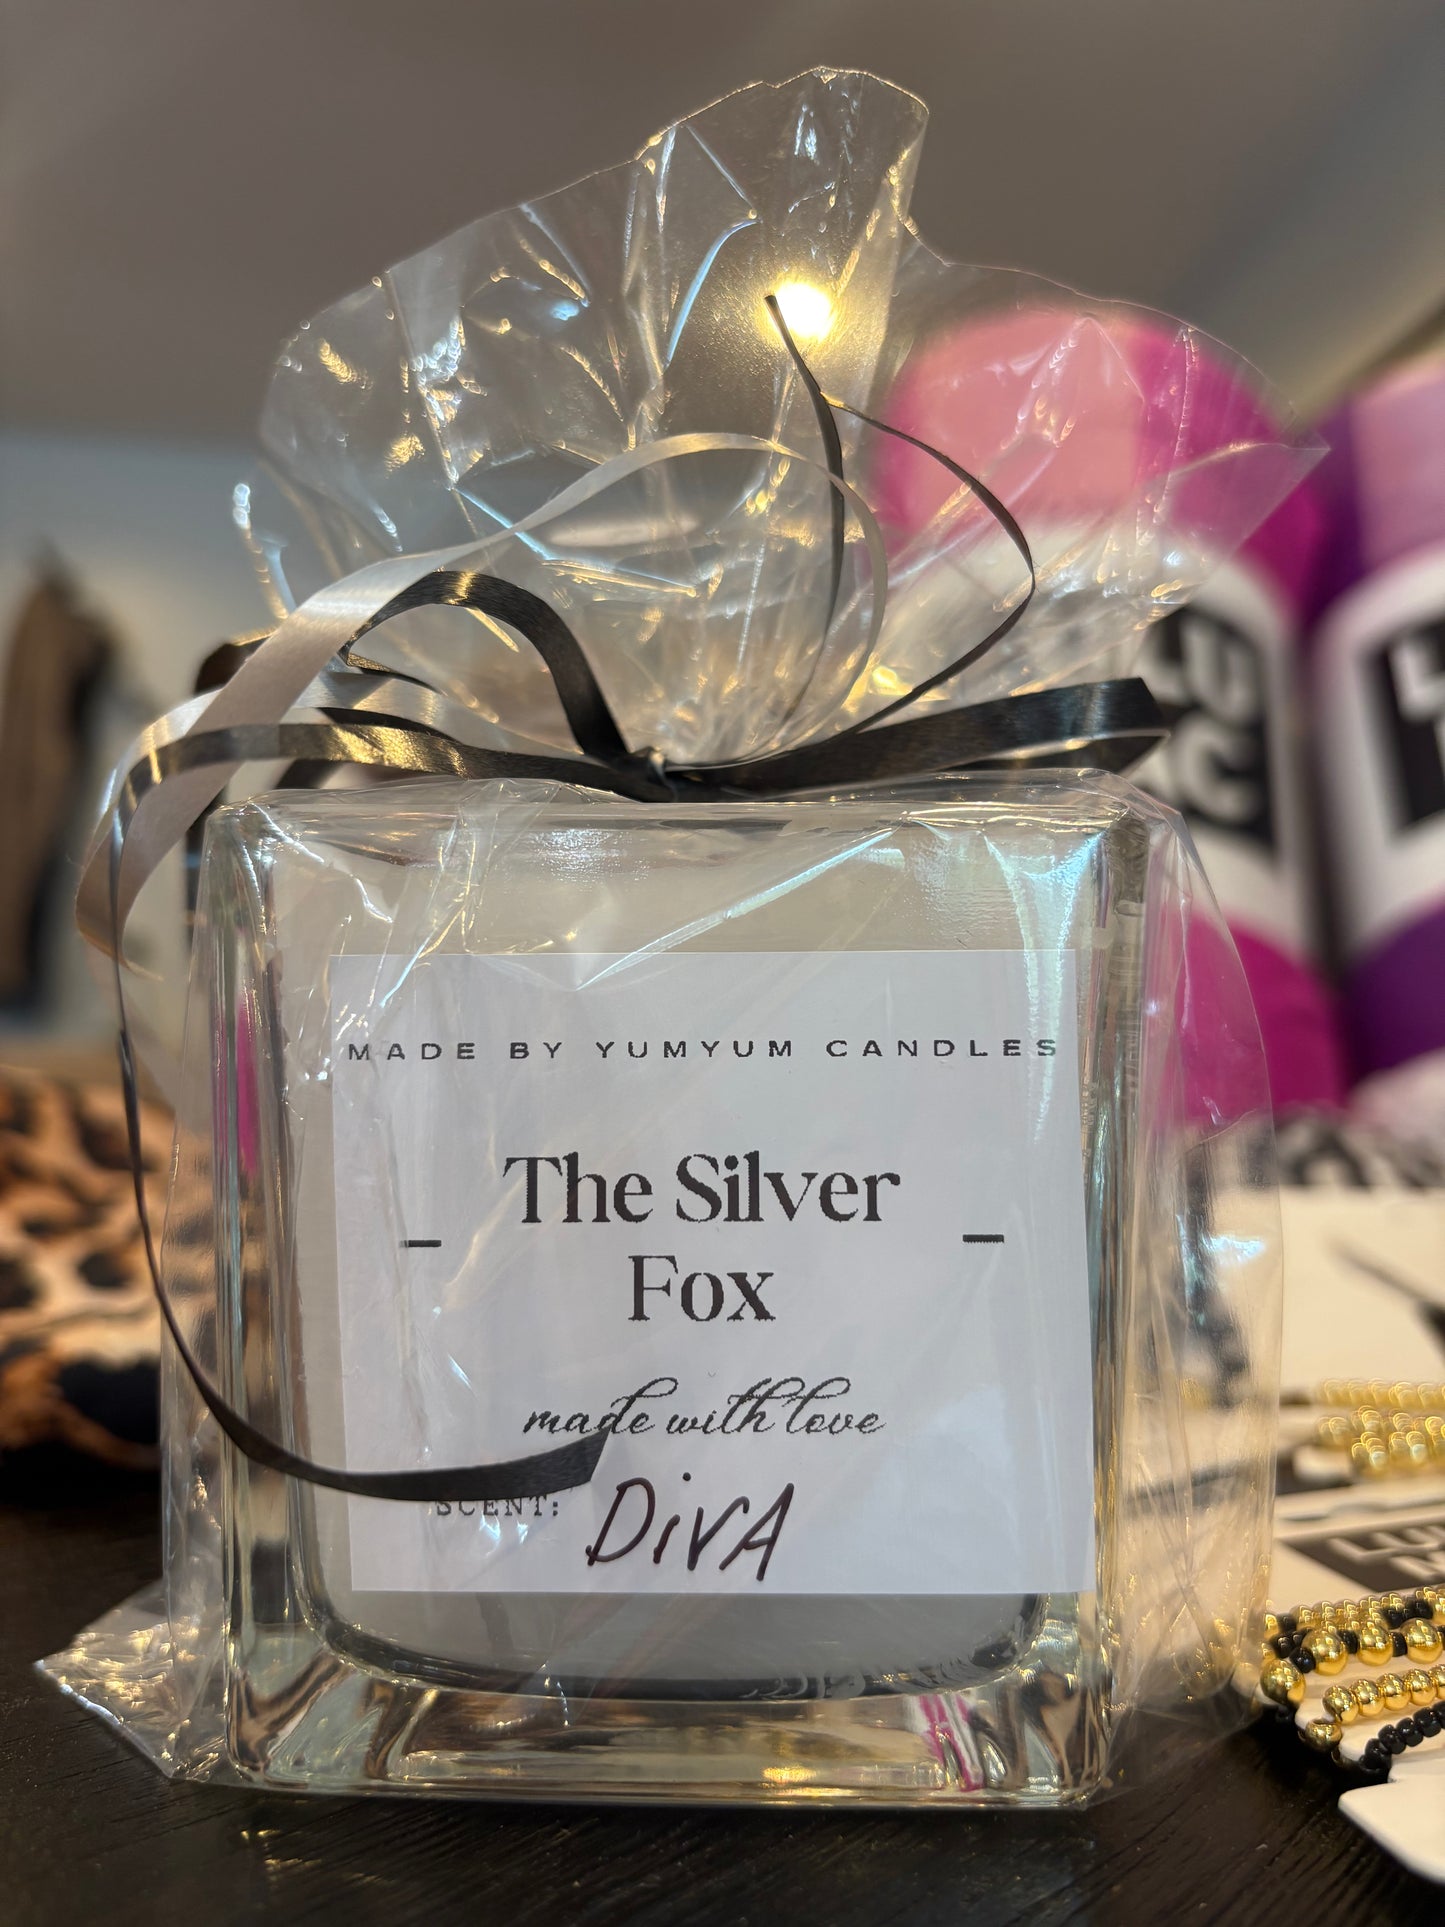 MADE BY YUMYUM CANDLES
The Silver
Fox
made with love
SCENT: DivA